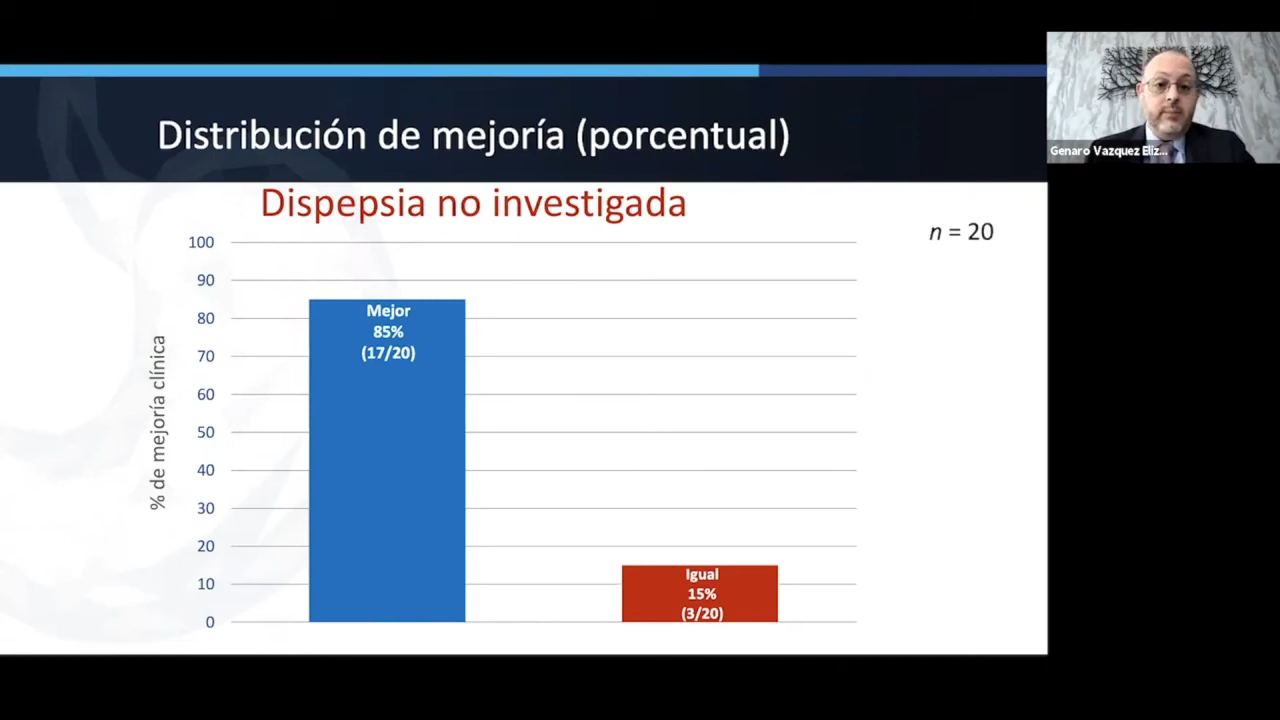 Distribución de mejoría (porcentual)
Genaro Vazquez Eliz...
Dispepsia no investigada
n = 20
% de mejoría clínica
100
90
80
70
60
50
40
30
20
10
0
Mejor
85%
(17/20)
Igual
15%
(3/20)